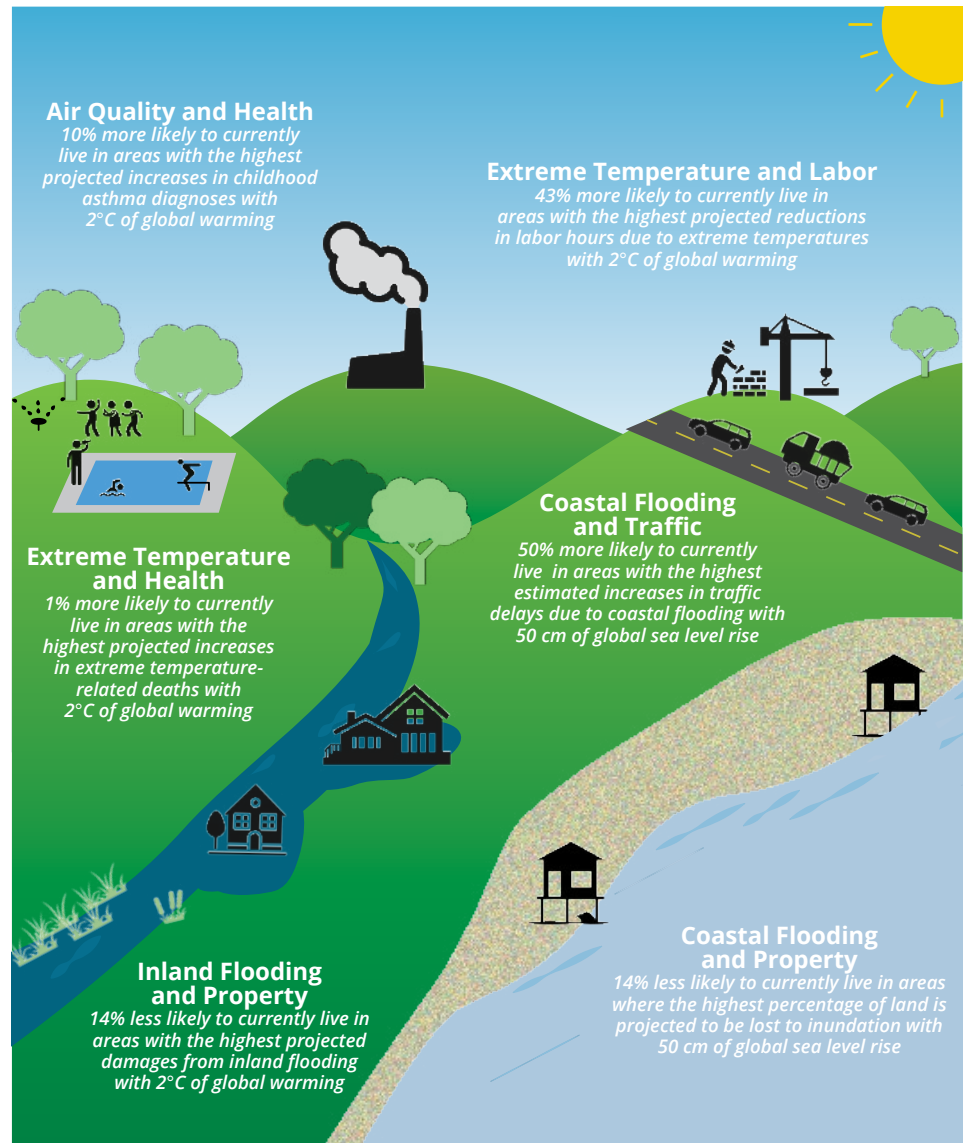 Air Quality and Health
10% more likely to currently
live in areas with the highest
projected increases in childhood
asthma diagnoses with
2°C of global warming
Extreme Temperature and Labor
43% more likely to currently live in
areas with the highest projected reductions
in labor hours due to extreme temperatures
with 2°C of global warming
Extreme Temperature
and Health
1% more likely to currently
live in areas with the
highest projected increases
in extreme temperature-
related deaths with
2°C of global warming
Coastal Flooding
and Traffic
50% more likely to currently
live in areas with the highest
estimated increases in traffic
delays due to coastal flooding with
50 cm of global sea level rise
Inland Flooding
and Property
14% less likely to currently live in
areas with the highest projected
damages from inland flooding
with 2°C of global warming
Coastal Flooding
and Property
14% less likely to currently live in areas
where the highest percentage of land is
projected to be lost to inundation with
50 cm of global sea level rise